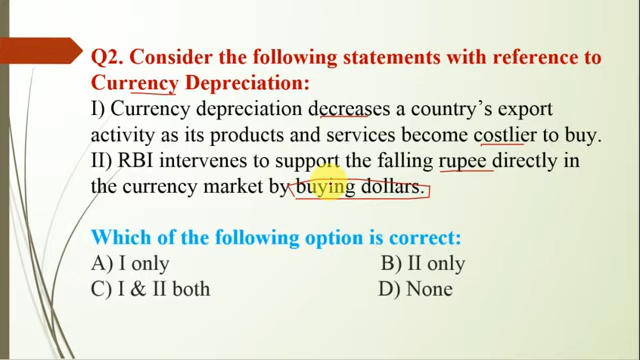 Q2. Consider the following statements with reference to
Currency Depreciation:
I) Currency depreciation decreases a country's export
activity as its products and services become costlier to buy.
II) RBI intervenes to support the falling rupee directly in
the currency market by buying dollars.
Which of the following option is correct:
A) I only B) II only
C) I & II both D) None